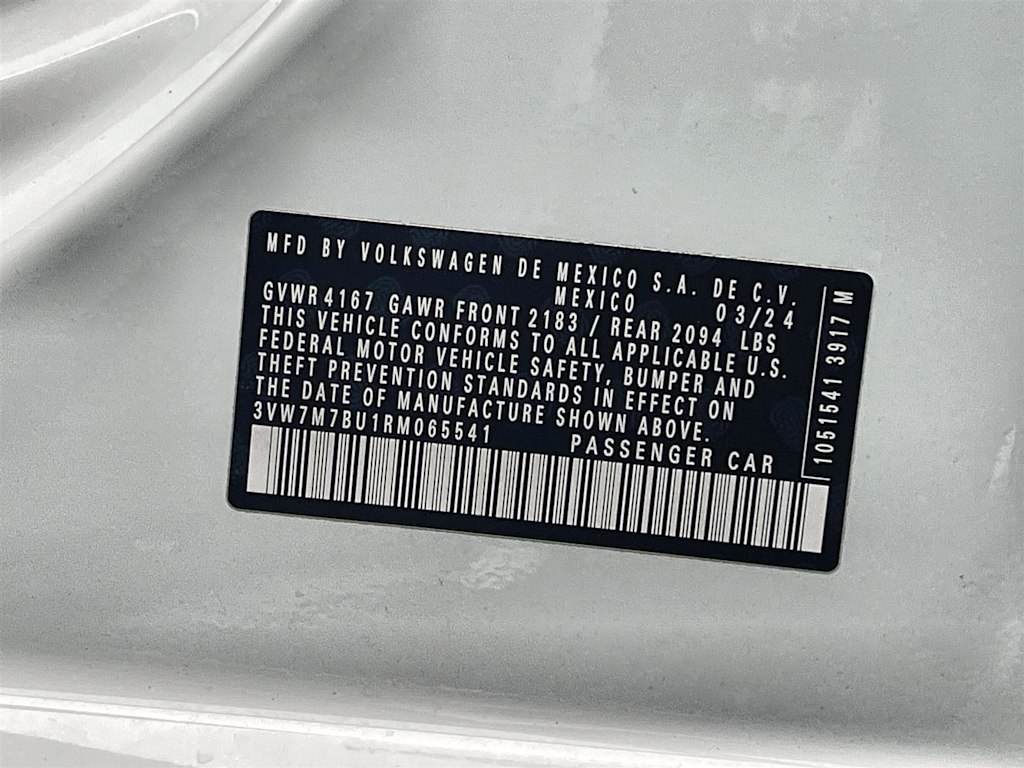 MFD BY VOLKSWAGEN DE MEXICO S.A. DE C.V.
MEXICO 03/24
GVWR 4167 GAWR FRONT 2183 / REAR 2094 LBS
THIS VEHICLE CONFORMS TO ALL APPLICABLE U.S.
FEDERAL MOTOR VEHICLE SAFETY, BUMPER AND
THEFT PREVENTION STANDARDS IN EFFECT ON
THE DATE OF MANUFACTURE SHOWN ABOVE.
3VW7M7BU1RM065541 PASSENGER CAR
1051541 3917 M